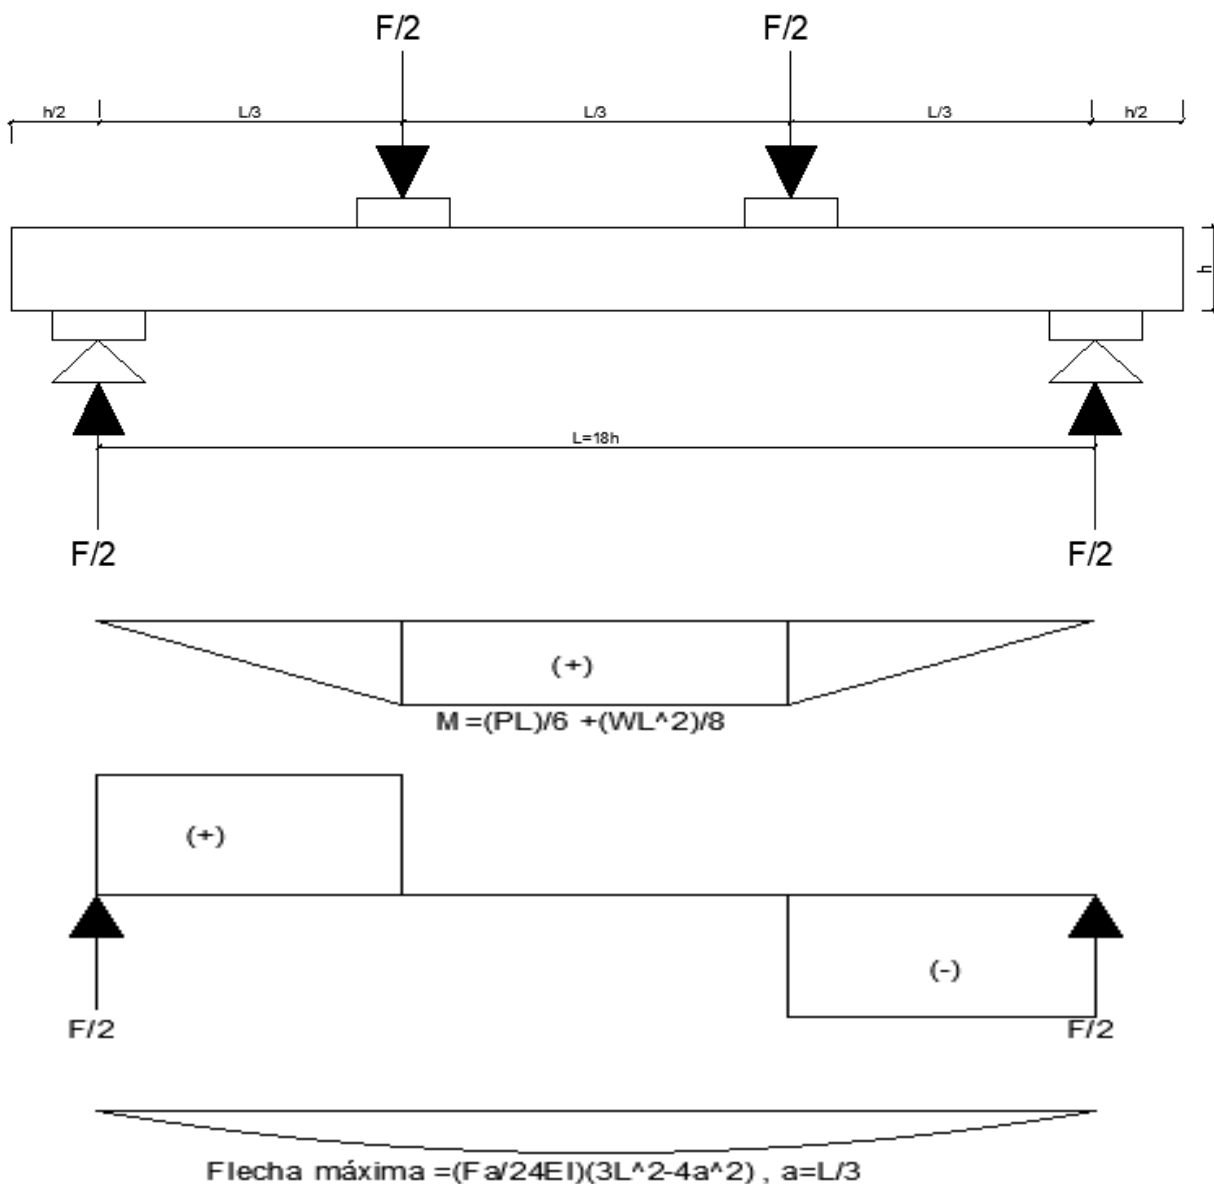 F/2 F/2
h/2 L/3 L/3 L/3 h/2
h
L=18h
F/2 F/2
(+)
M =(PL)/6 +(WL^2)/8
(+)
(-)
F/2 F/2
Flecha máxima =(Fa/24EI)(3L^2-4a^2) , a=L/3